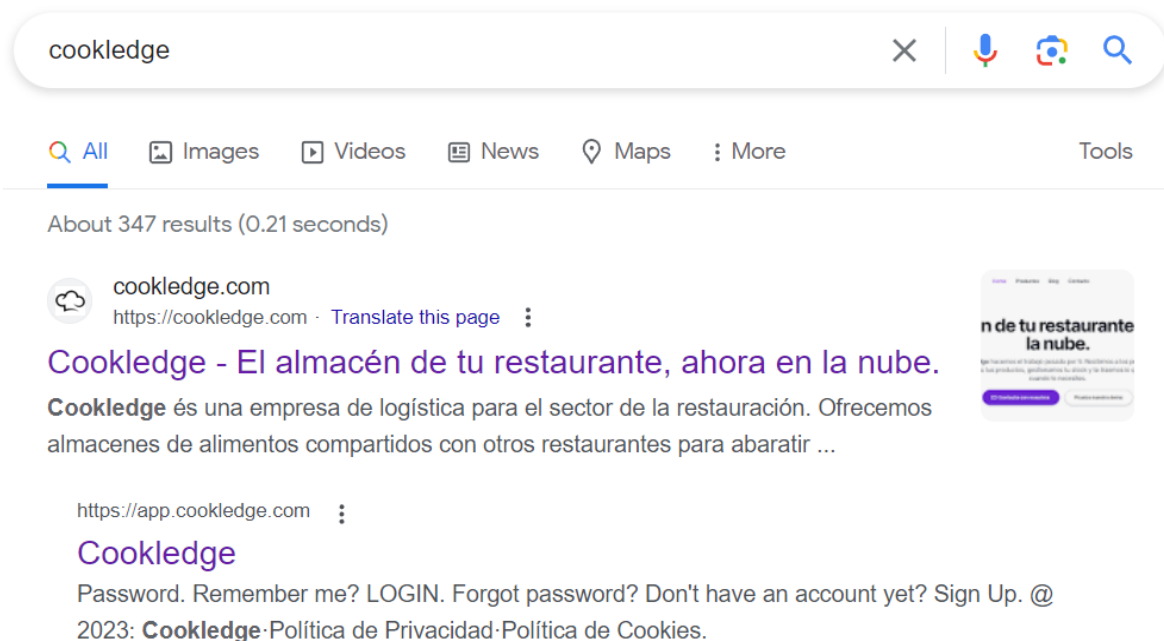 cookledge
All Images Videos News Maps More Tools
About 347 results (0.21 seconds)
cookledge.com
https://cookledge.com · Translate this page
Cookledge - El almacén de tu restaurante, ahora en la nube.
Cookledge és una empresa de logística para el sector de la restauración. Ofrecemos
almacenes de alimentos compartidos con otros restaurantes para abaratir ...
n de tu restaurante
la nube.
https://app.cookledge.com
Cookledge
Password. Remember me? LOGIN. Forgot password? Don't have an account yet? Sign Up. @
2023: Cookledge·Política de Privacidad·Política de Cookies.